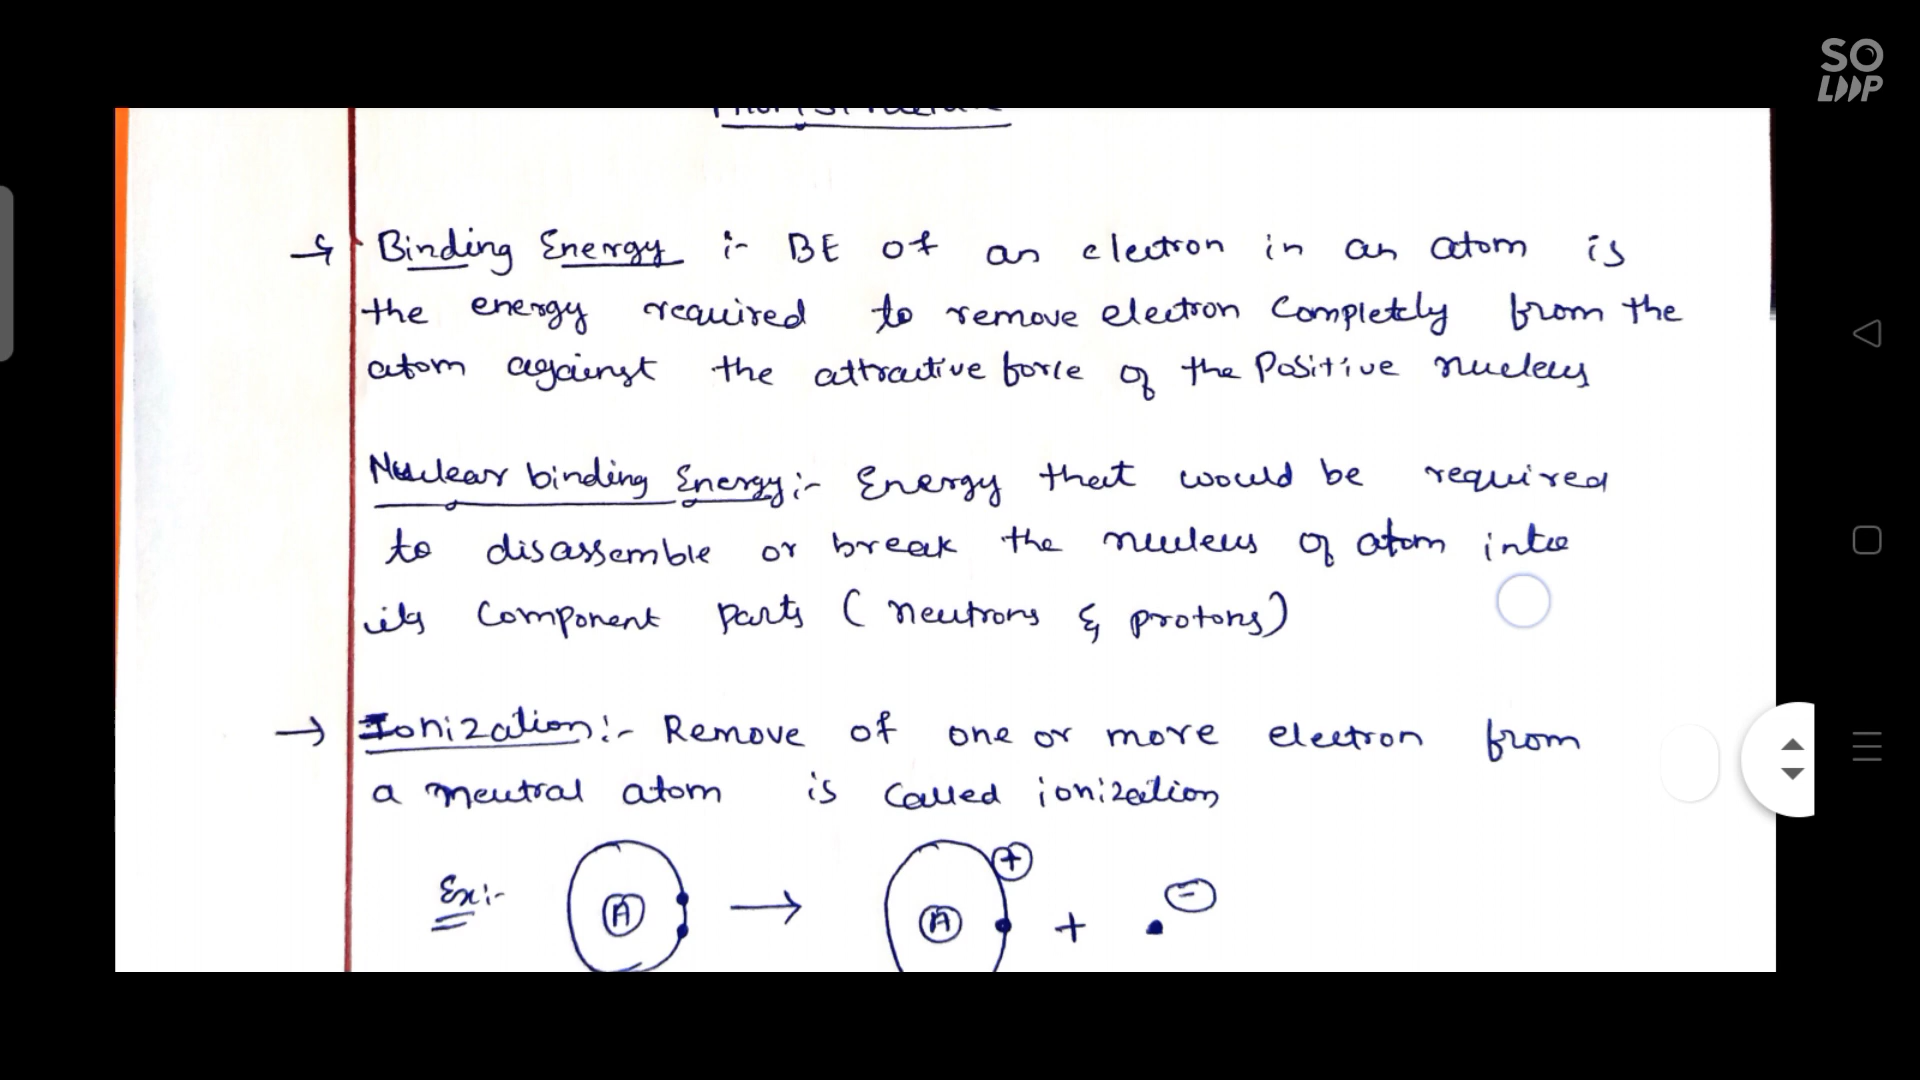 SO
LOOP
→ Binding Energy :- BE of an electron in an atom is
the energy required to remove electron completely from the
atom against the attractive force of the Positive nucleus
Nuclear binding Energy:- Energy that would be required
to disassemble or break the nucleus of atom into
its component parts ( neutrons & protons)
→ Ionization:- Remove of one or more electron from
a neutral atom is called ionization
Ex:- A → A + + . -